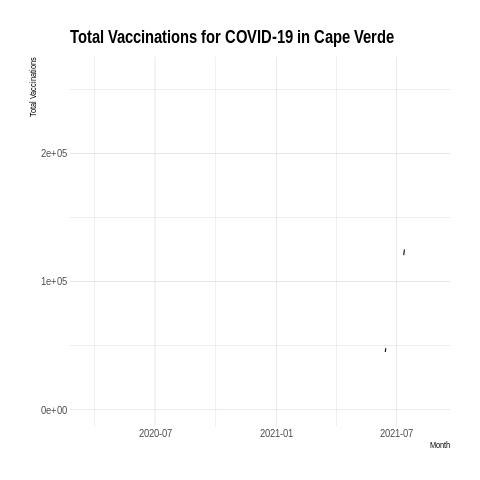 Total Vaccinations for COVID-19 in Cape Verde
Total Vaccinations
2e+05
1e+05
0e+00
2020-07
2021-01
2021-07
Month